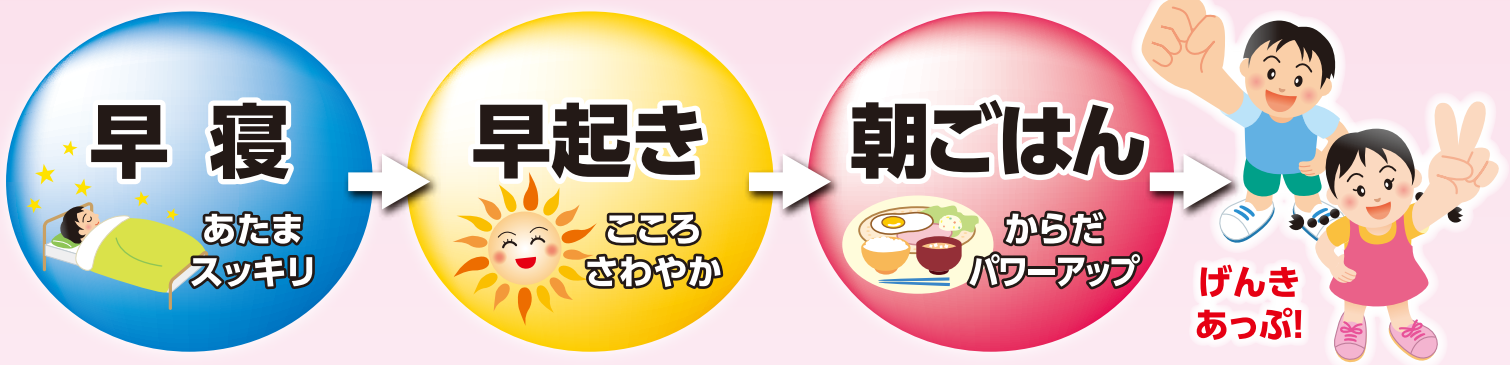 早寝
あたま
スッキリ
早起き
こころ
さわやか
朝ごはん
からだ
パワーアップ
げんき
あっぷ!